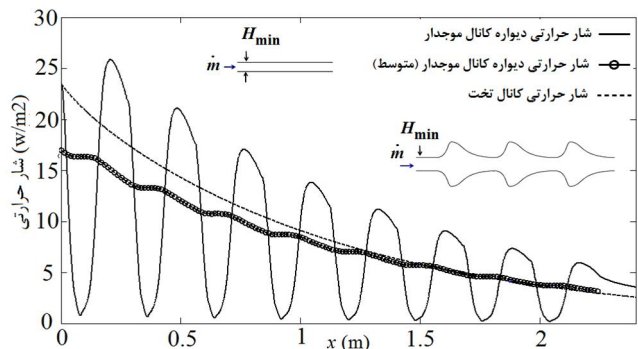 شار حرارتی دیواره کانال موجدار
شار حرارتی دیواره کانال موجدار (متوسط)
شار حرارتی کانال تخت
H_min
ṁ
H_min
ṁ
شار حرارتی (w/m2)
30
25
20
15
10
5
0
0 0.5 1 1.5 2
x (m)